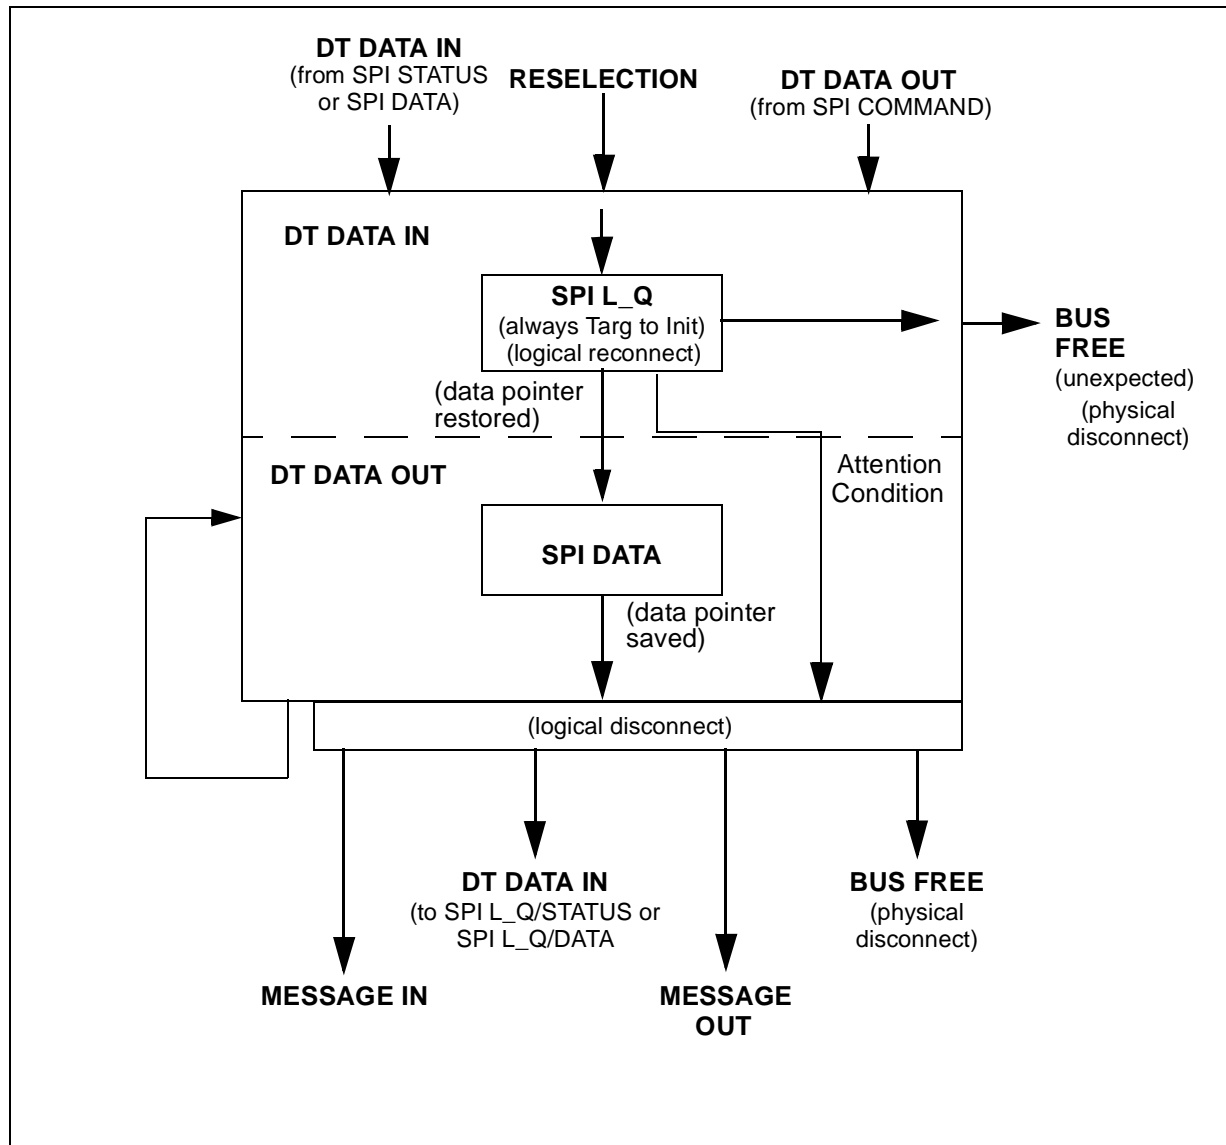 DT DATA IN
(from SPI STATUS
or SPI DATA)
RESELECTION
DT DATA OUT
(from SPI COMMAND)
DT DATA IN
SPI L_Q
(always Targ to Init)
(logical reconnect)
BUS
FREE
(unexpected)
(physical
disconnect)
(data pointer
restored)
DT DATA OUT
Attention
Condition
SPI DATA
(data pointer
saved)
(logical disconnect)
DT DATA IN
(to SPI L_Q/STATUS or
SPI L_Q/DATA
BUS FREE
(physical
disconnect)
MESSAGE IN
MESSAGE
OUT